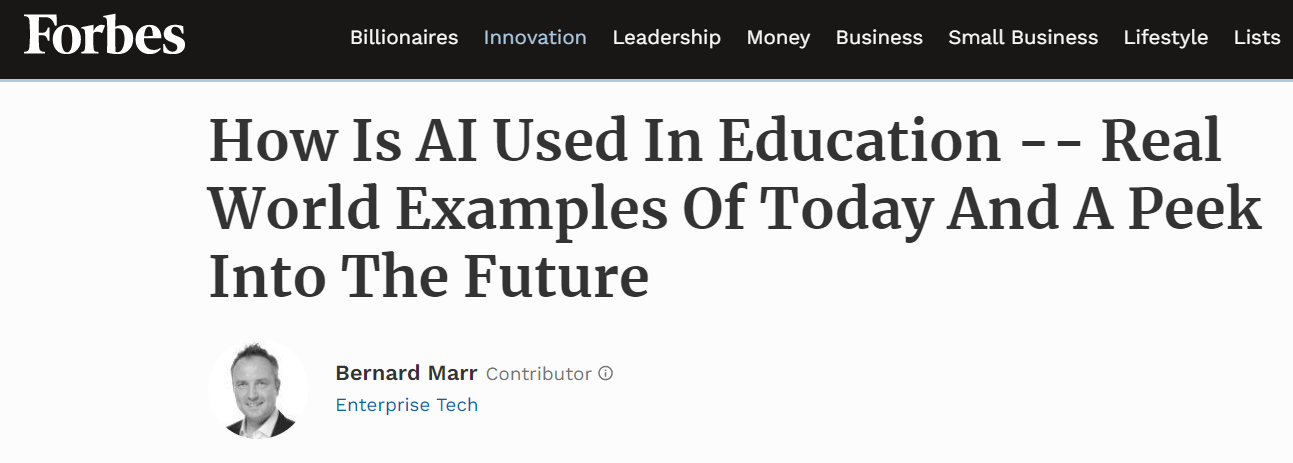 Forbes
Billionaires Innovation Leadership Money Business Small Business Lifestyle Lists
How Is AI Used In Education -- Real
World Examples Of Today And A Peek
Into The Future
Bernard Marr Contributor
Enterprise Tech